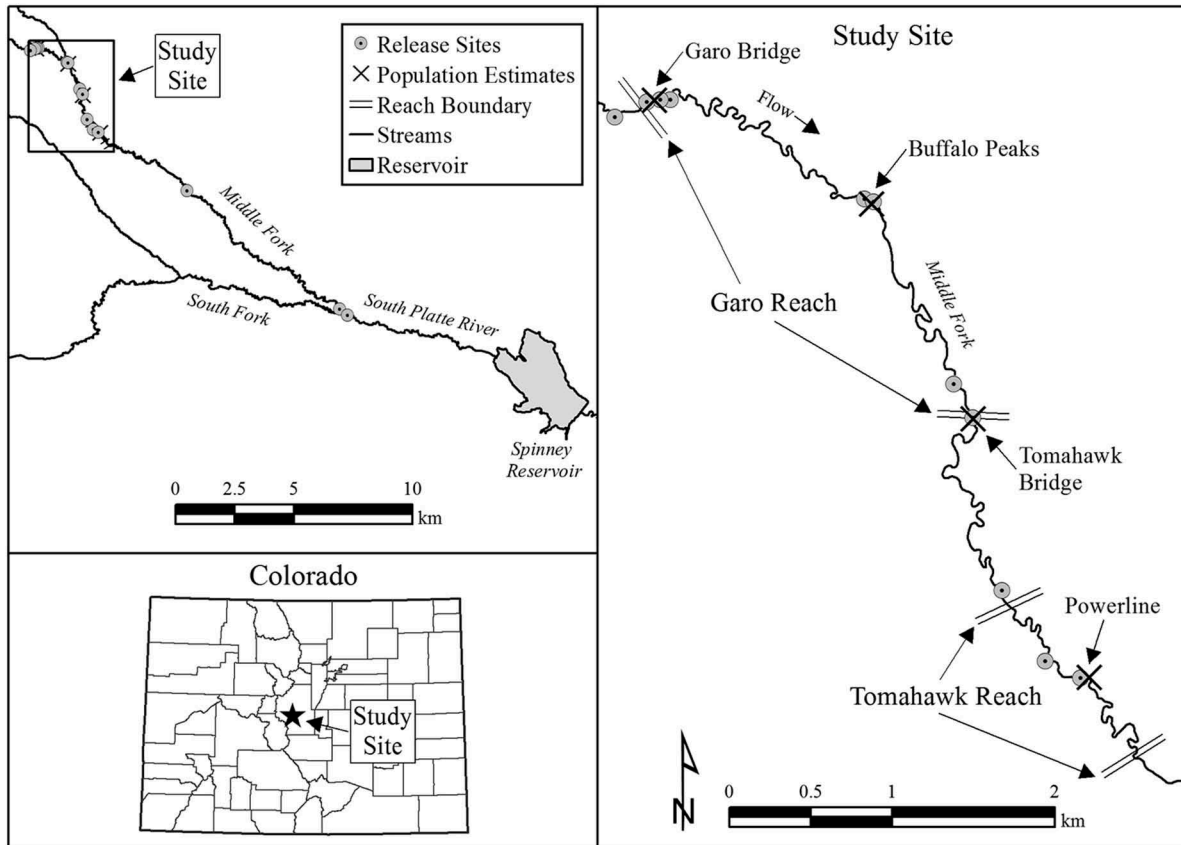 Study
Site
Release Sites
Population Estimates
Reach Boundary
Streams
Reservoir
Middle Fork
South Fork
South Platte River
Spinney
Reservoir
0 2.5 5 10
km
Colorado
Study
Site
Study Site
Garo Bridge
Flow
Buffalo Peaks
Middle Fork
Garo Reach
Tomahawk
Bridge
Powerline
Tomahawk Reach
N
0 0.5 1 2
km